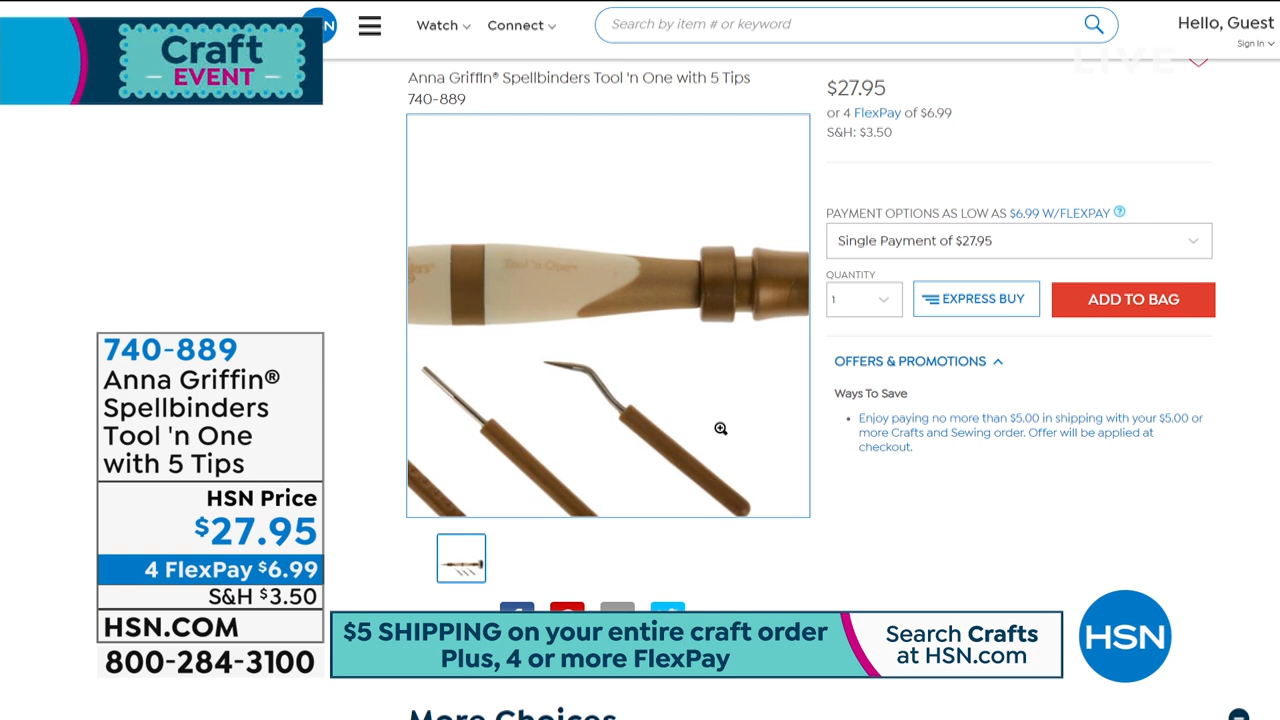 Craft
EVENT
N
Watch
Connect
Search by item # or keyword
Hello, Guest
Sign In
LIVE
Anna Griffin® Spellbinders Tool 'n One with 5 Tips
740-889
$27.95
or 4 FlexPay of $6.99
S&H: $3.50
PAYMENT OPTIONS AS LOW AS $6.99 W/FLEXPAY ?
Single Payment of $27.95
QUANTITY
1
EXPRESS BUY
ADD TO BAG
OFFERS & PROMOTIONS
Ways To Save
• Enjoy paying no more than $5.00 in shipping with your $5.00 or
more Crafts and Sewing order. Offer will be applied at
checkout.
Tool 'n One
740-889
Anna Griffin®
Spellbinders
Tool 'n One
with 5 Tips
HSN Price
$27.95
4 FlexPay $6.99
S&H $3.50
HSN.COM
800-284-3100
$5 SHIPPING on your entire craft order
Plus, 4 or more FlexPay
Search Crafts
at HSN.com
HSN
More Choices